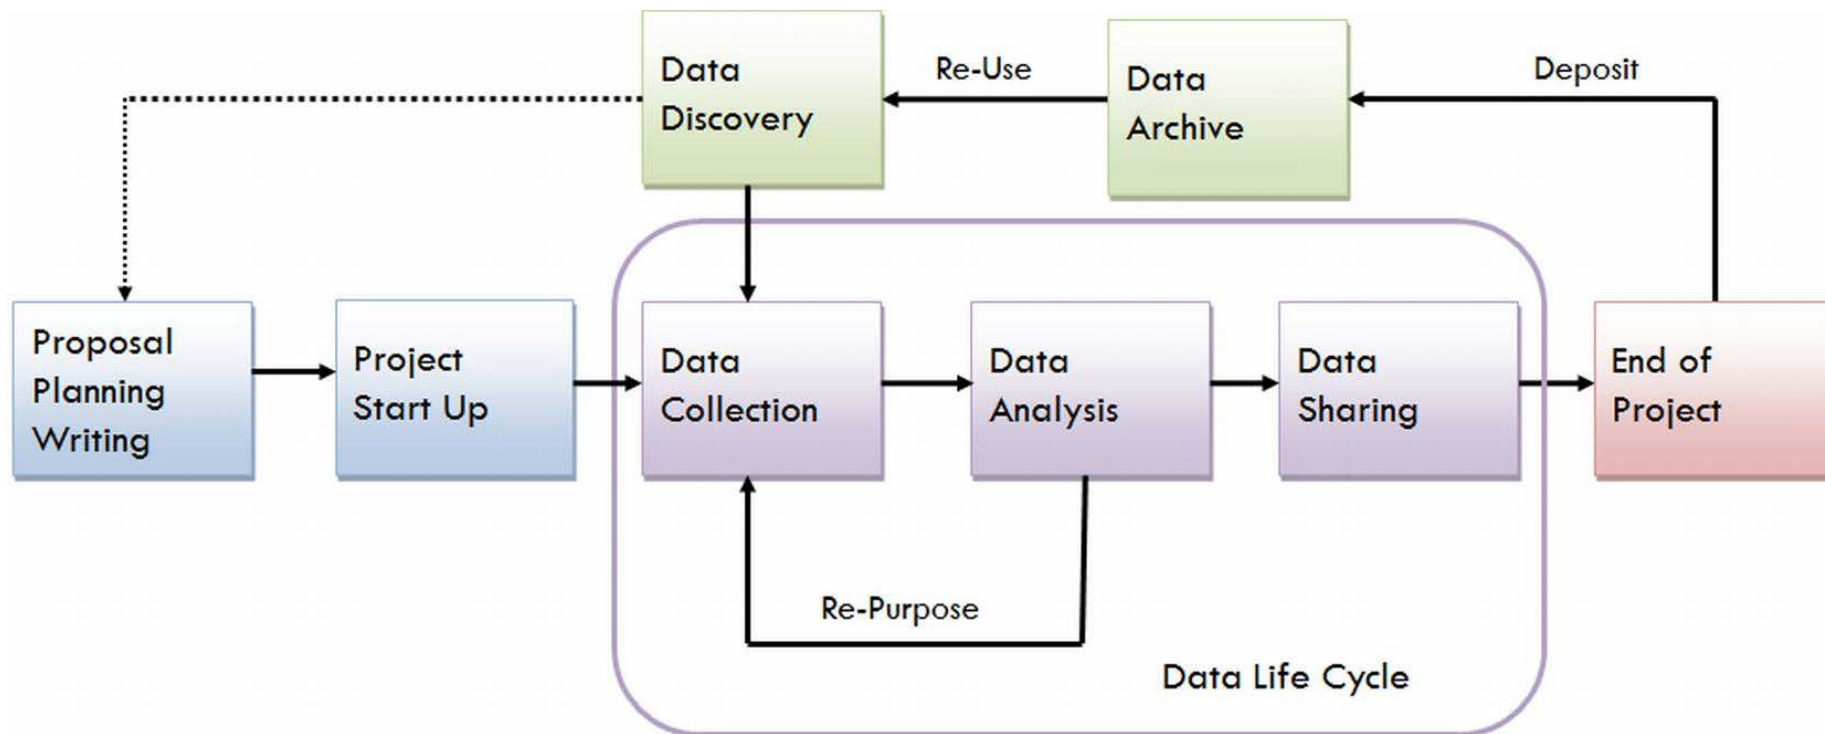 Data
Discovery
Re-Use
Data
Archive
Deposit
Proposal
Planning
Writing
Project
Start Up
Data
Collection
Data
Analysis
Data
Sharing
End of
Project
Re-Purpose
Data Life Cycle